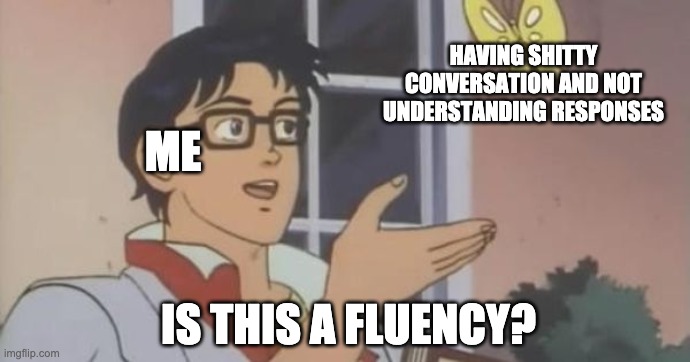 HAVING SHITTY
CONVERSATION AND NOT
UNDERSTANDING RESPONSES
ME
IS THIS A FLUENCY?
imgflip.com